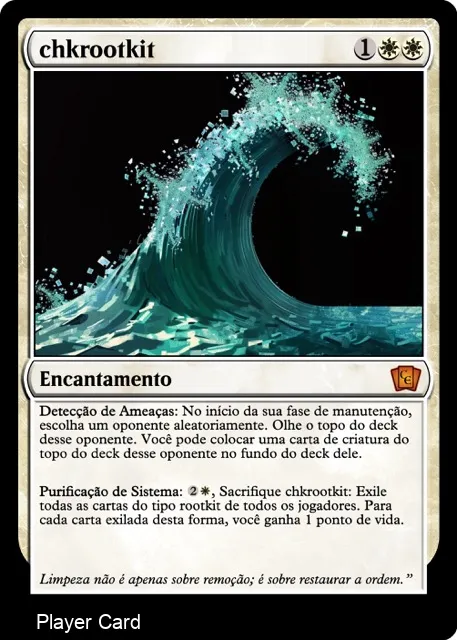 chkrootkit 1
Encantamento
Detecção de Ameaças: No início da sua fase de manutenção,
escolha um oponente aleatoriamente. Olhe o topo do deck
desse oponente. Você pode colocar uma carta de criatura do
topo do deck desse oponente no fundo do deck dele.
Purificação de Sistema: 2, Sacrifique chkrootkit: Exile
todas as cartas do tipo rootkit de todos os jogadores. Para
cada carta exilada desta forma, você ganha 1 ponto de vida.
Limpeza não é apenas sobre remoção; é sobre restaurar a ordem.”
Player Card